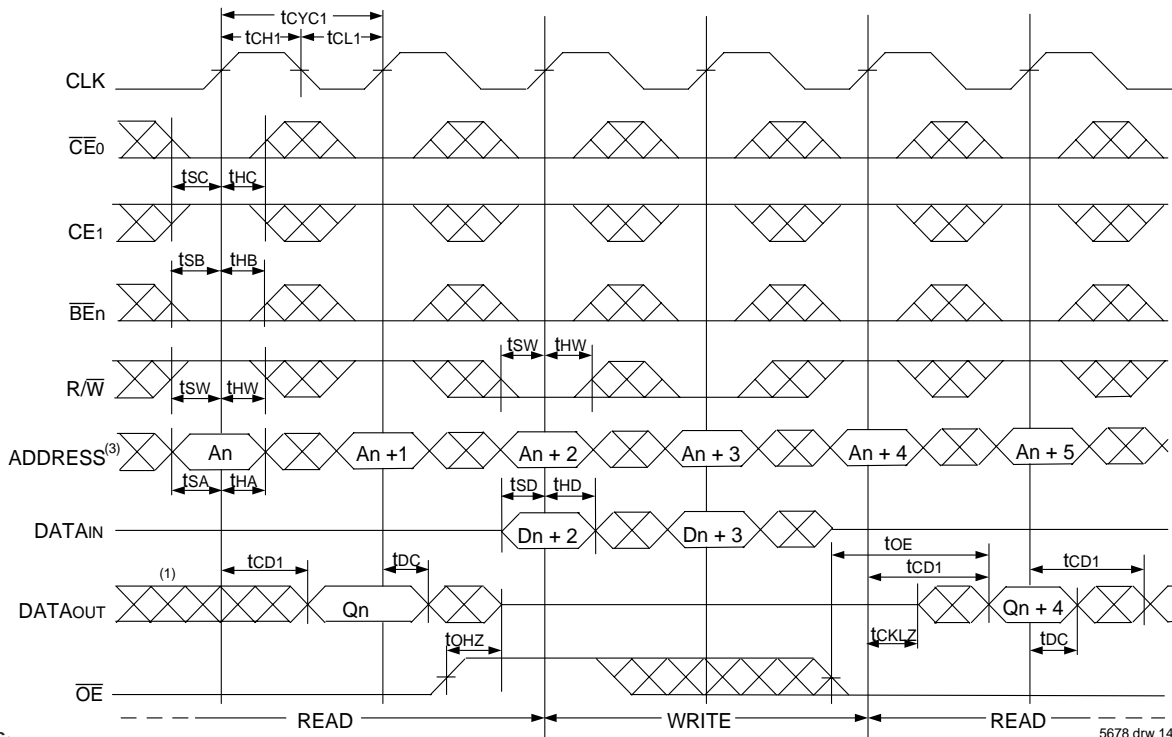 tCYC1
tCH1 tCL1
CLK
CE0
tSC tHC
CE1
tSB tHB
BEn
tSW tHW
R/W tSW tHW
ADDRESS(3) An An +1 An + 2 An + 3 An + 4 An + 5
tSA tHA
tSD tHD
DATAIN Dn + 2 Dn + 3
tOE
(1) tCD1 tDC tCD1 tCD1
DATAOUT Qn Qn + 4
tOHZ tCKLZ tDC
OE
READ WRITE READ
5678 drw 14